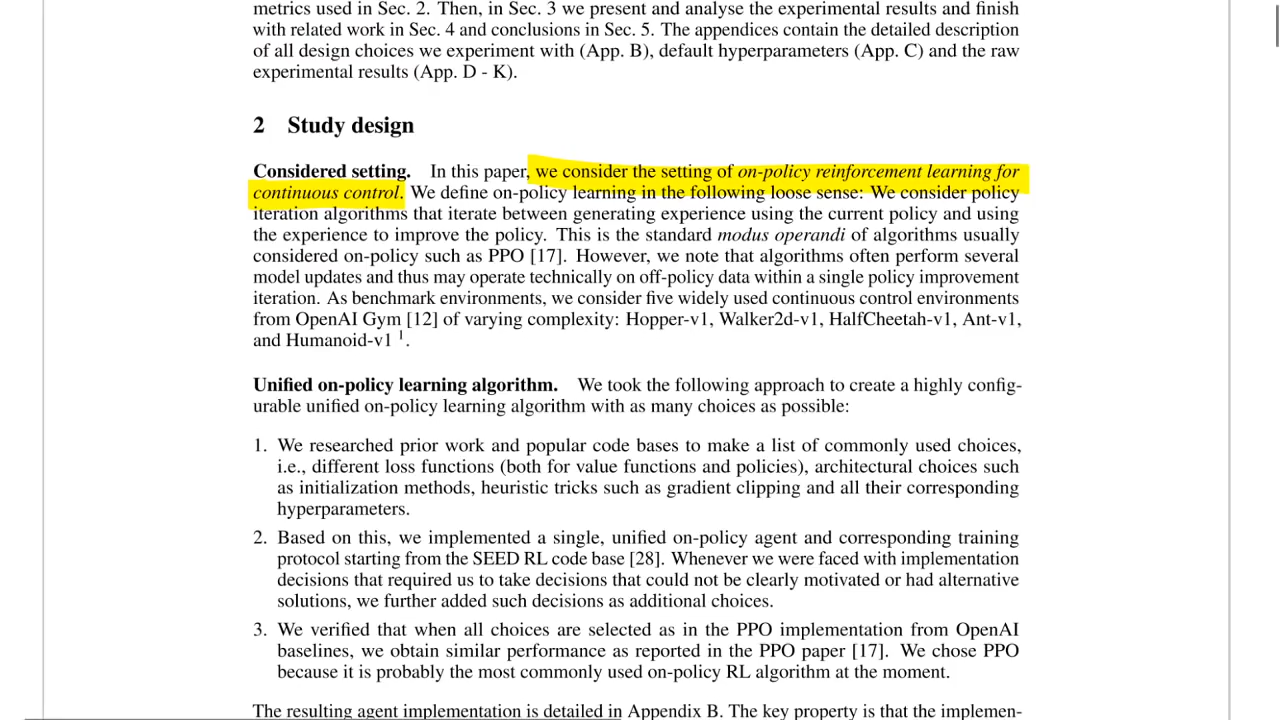 metrics used in Sec. 2. Then, in Sec. 3 we present and analyse the experimental results and finish
with related work in Sec. 4 and conclusions in Sec. 5. The appendices contain the detailed description
of all design choices we experiment with (App. B), default hyperparameters (App. C) and the raw
experimental results (App. D - K).
2 Study design
Considered setting. In this paper, we consider the setting of on-policy reinforcement learning for
continuous control. We define on-policy learning in the following loose sense: We consider policy
iteration algorithms that iterate between generating experience using the current policy and using
the experience to improve the policy. This is the standard modus operandi of algorithms usually
considered on-policy such as PPO [17]. However, we note that algorithms often perform several
model updates and thus may operate technically on off-policy data within a single policy improvement
iteration. As benchmark environments, we consider five widely used continuous control environments
from OpenAI Gym [12] of varying complexity: Hopper-v1, Walker2d-v1, HalfCheetah-v1, Ant-v1,
and Humanoid-v1 1.
Unified on-policy learning algorithm. We took the following approach to create a highly config-
urable unified on-policy learning algorithm with as many choices as possible:
1. We researched prior work and popular code bases to make a list of commonly used choices,
i.e., different loss functions (both for value functions and policies), architectural choices such
as initialization methods, heuristic tricks such as gradient clipping and all their corresponding
hyperparameters.
2. Based on this, we implemented a single, unified on-policy agent and corresponding training
protocol starting from the SEED RL code base [28]. Whenever we were faced with implementation
decisions that required us to take decisions that could not be clearly motivated or had alternative
solutions, we further added such decisions as additional choices.
3. We verified that when all choices are selected as in the PPO implementation from OpenAI
baselines, we obtain similar performance as reported in the PPO paper [17]. We chose PPO
because it is probably the most commonly used on-policy RL algorithm at the moment.
The resulting agent implementation is detailed in Appendix B. The key property is that the implemen-